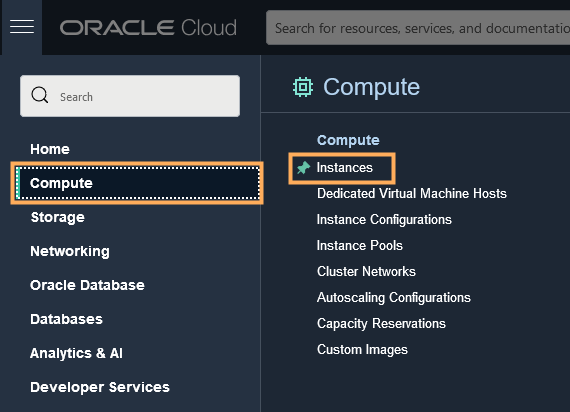 ORACLE Cloud
Search for resources, services, and documentation
Search
Home
Compute
Storage
Networking
Oracle Database
Databases
Analytics & AI
Developer Services
Compute
Compute
Instances
Dedicated Virtual Machine Hosts
Instance Configurations
Instance Pools
Cluster Networks
Autoscaling Configurations
Capacity Reservations
Custom Images